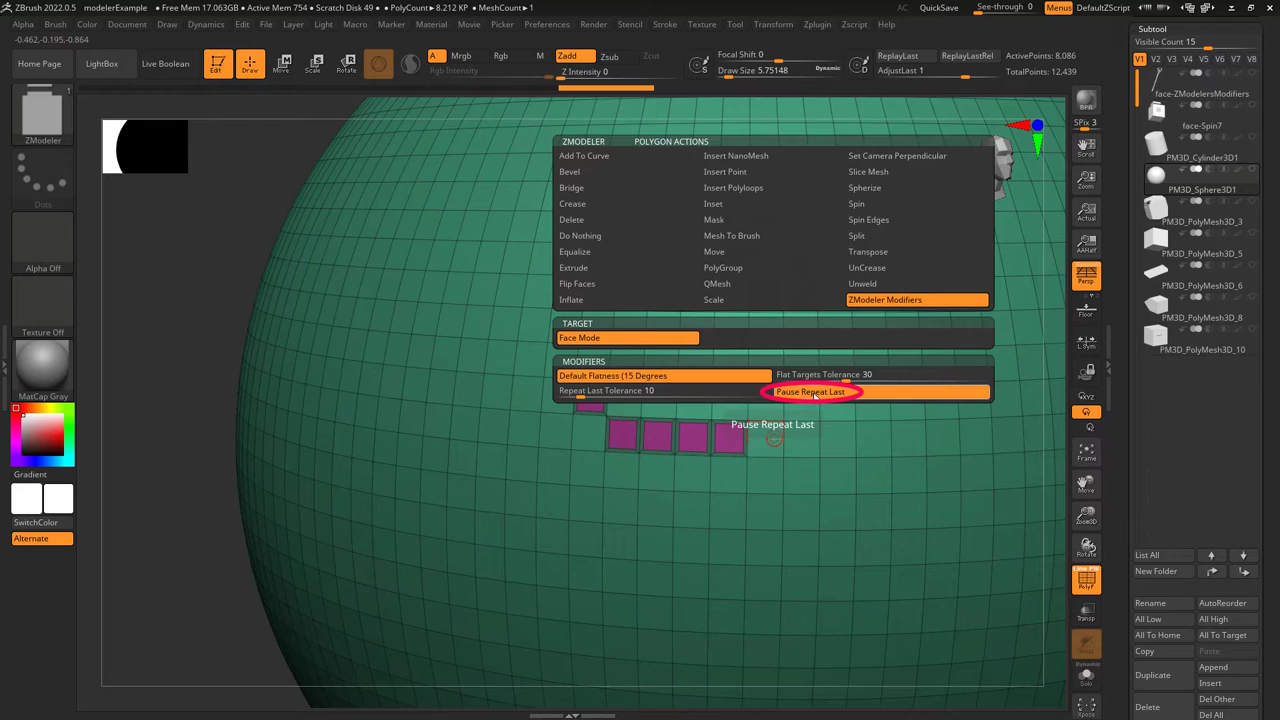 ZBrush 2022.0.5 modelerExample • Free Mem 17.063GB • Active Mem 754 • Scratch Disk 49 • PolyCount► 8.212 KP • MeshCount► 1 AC QuickSave See-through 0 Menus DefaultZScript
Alpha Brush Color Document Draw Dynamics Edit File Layer Light Macro Marker Material Movie Picker Preferences Render Stencil Stroke Texture Tool Transform Zplugin Zscript Help
-0.462,-0.195,-0.864
Home Page LightBox Live Boolean Edit Draw Move Scale Rotate
A Mrgb Rgb M Zadd Zsub Zcut
Rgb Intensity Z Intensity 0
Focal Shift 0
Draw Size 5.75148 Dynamic
S D
ReplayLast ReplayLastRel
AdjustLast 1
ActivePoints: 8,086
TotalPoints: 12,439
1
ZModeler
Dots
Alpha Off
Texture Off
MatCap Gray
Gradient
SwitchColor
Alternate
ZMODELER POLYGON ACTIONS
Add To Curve Insert NanoMesh Set Camera Perpendicular
Bevel Insert Point Slice Mesh
Bridge Insert Polyloops Spherize
Crease Inset Spin
Delete Mask Spin Edges
Do Nothing Mesh To Brush Split
Equalize Move Transpose
Extrude PolyGroup UnCrease
Flip Faces QMesh Unweld
Inflate Scale ZModeler Modifiers
TARGET
Face Mode
MODIFIERS
Default Flatness (15 Degrees Flat Targets Tolerance 30
Repeat Last Tolerance 10 Pause Repeat Last
Pause Repeat Last
BPR
SPix 3
Scroll
Zoom
Actual
AAHalf
Persp
Floor
L.Sym
Frame
Move
Zoom3D
Rotate
Line Fill
PolyF
Transp
Dynamic
Solo
Xpose
Subtool
Visible Count 15
V1 V2 V3 V4 V5 V6 V7 V8
face-ZModelersModifiers
face-Spin7
PM3D_Cylinder3D1
PM3D_Sphere3D1
PM3D_PolyMesh3D_3
PM3D_PolyMesh3D_5
PM3D_PolyMesh3D_6
PM3D_PolyMesh3D_8
PM3D_PolyMesh3D_10
List All
New Folder
Rename AutoReorder
All Low All High
All To Home All To Target
Copy Paste
Duplicate Append
Insert
Delete Del Other
Del All